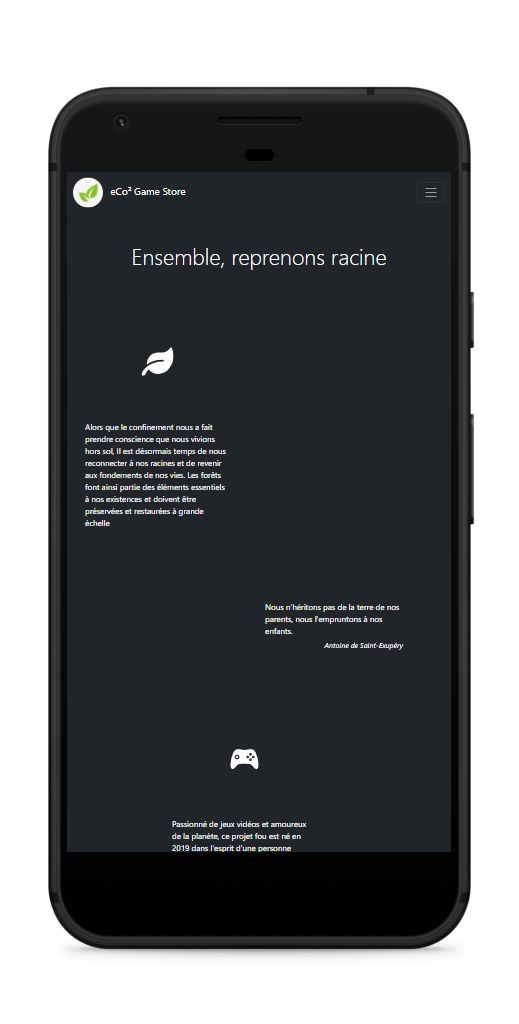 eCo² Game Store
Ensemble, reprenons racine
Alors que le confinement nous a fait
prendre conscience que nous vivions
hors sol, Il est désormais temps de nous
reconnecter à nos racines et de revenir
aux fondements de nos vies. Les forêts
font ainsi partie des éléments essentiels
à nos existences et doivent être
préservées et restaurées à grande
échelle
Nous n'héritons pas de la terre de nos
parents, nous l'empruntons à nos
enfants.
Antoine de Saint-Exupéry
Passionné de jeux vidéos et amoureux
de la planète, ce projet fou est né en
2019 dans l'esprit d'une personne